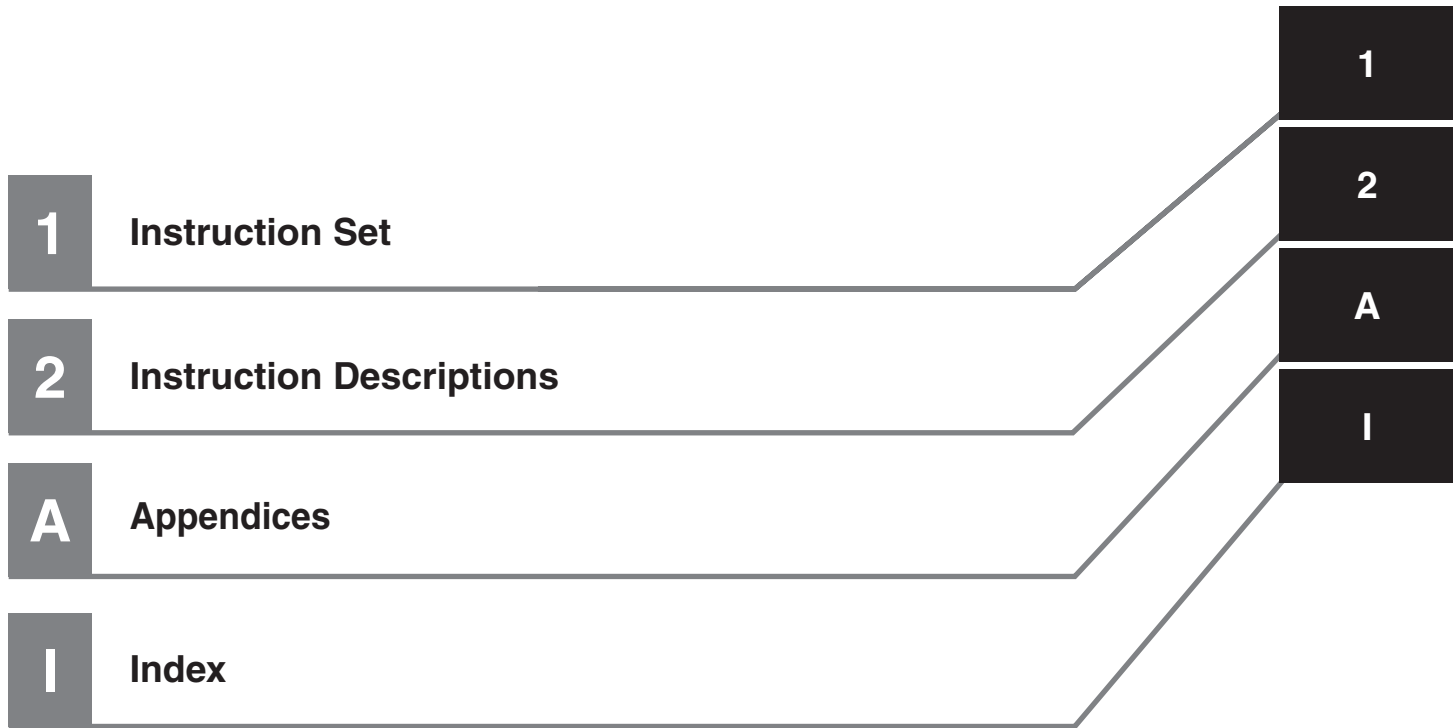 1 Instruction Set
2 Instruction Descriptions
A Appendices
I Index
1
2
A
I